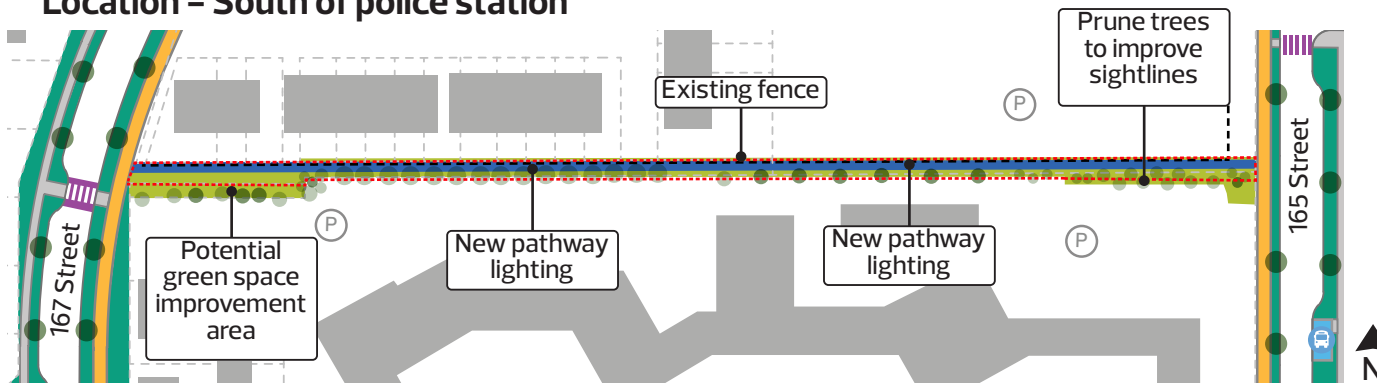 Location – South of police station
Prune trees
to improve
sightlines
Existing fence
P
165 Street
167 Street
P
P
Potential
green space
improvement
area
New pathway
lighting
New pathway
lighting
N